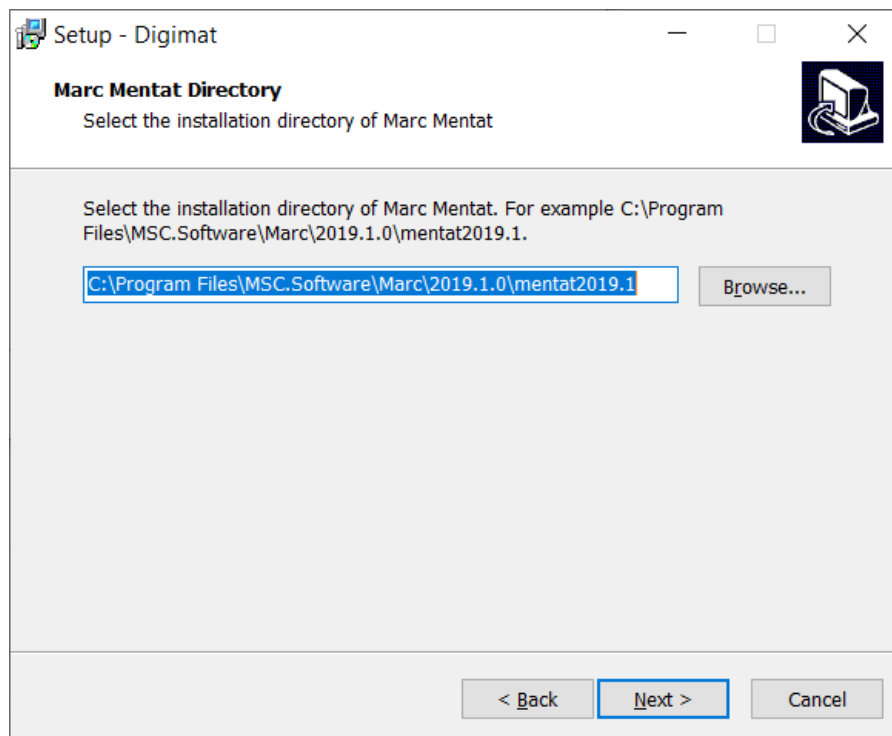 Setup - Digimat
Marc Mentat Directory
Select the installation directory of Marc Mentat
Select the installation directory of Marc Mentat. For example C:\Program
Files\MSC.Software\Marc\2019.1.0\mentat2019.1.
C:\Program Files\MSC.Software\Marc\2019.1.0\mentat2019.1
Browse...
< Back
Next >
Cancel